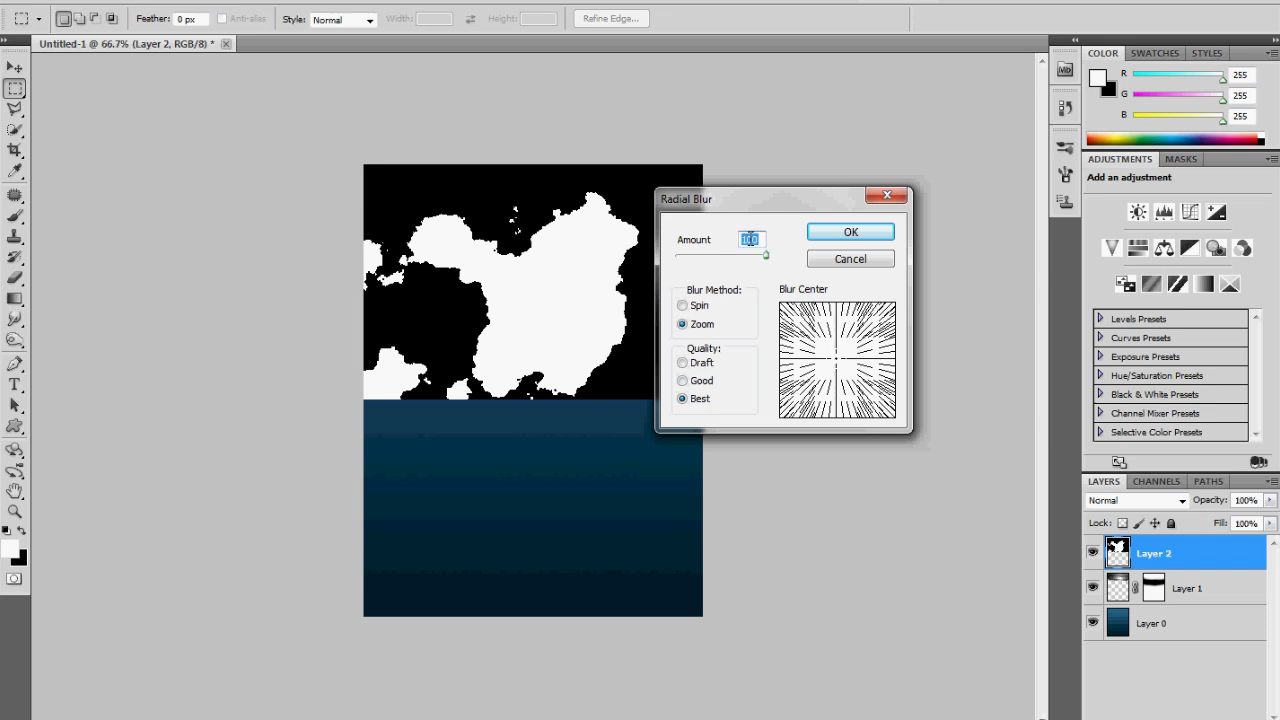 Feather: 0 px Anti-alias Style: Normal Width: Height: Refine Edge...
Untitled-1 @ 66.7% (Layer 2, RGB/8) * x
COLOR SWATCHES STYLES
R 255
G 255
B 255
ADJUSTMENTS MASKS
Add an adjustment
Mb
Radial Blur
Amount 100
OK
Cancel
Blur Method:
Spin
Zoom
Quality:
Draft
Good
Best
Blur Center
Levels Presets
Curves Presets
Exposure Presets
Hue/Saturation Presets
Black & White Presets
Channel Mixer Presets
Selective Color Presets
LAYERS CHANNELS PATHS
Normal Opacity: 100%
Lock: Fill: 100%
Layer 2
Layer 1
Layer 0
T